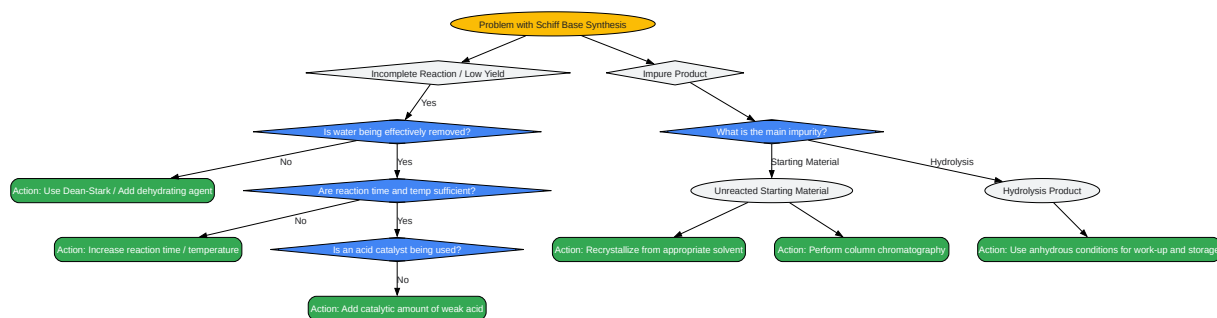 Problem with Schiff Base Synthesis
Incomplete Reaction / Low Yield
Impure Product
Yes
Is water being effectively removed?
What is the main impurity?
No
Yes
Starting Material
Hydrolysis
Action: Use Dean-Stark / Add dehydrating agent
Are reaction time and temp sufficient?
Unreacted Starting Material
Hydrolysis Product
No
Yes
Action: Increase reaction time / temperature
Is an acid catalyst being used?
Action: Recrystallize from appropriate solvent
Action: Perform column chromatography
Action: Use anhydrous conditions for work-up and storage
No
Action: Add catalytic amount of weak acid